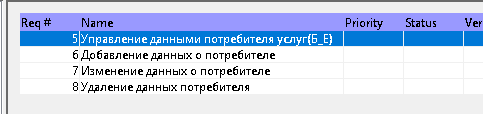 Req # Name Priority Status Ver
5 Управление данными потребителя услуг(Б_Е)
6 Добавление данных о потребителе
7 Изменение данных о потребителе
8 Удаление данных потребителя